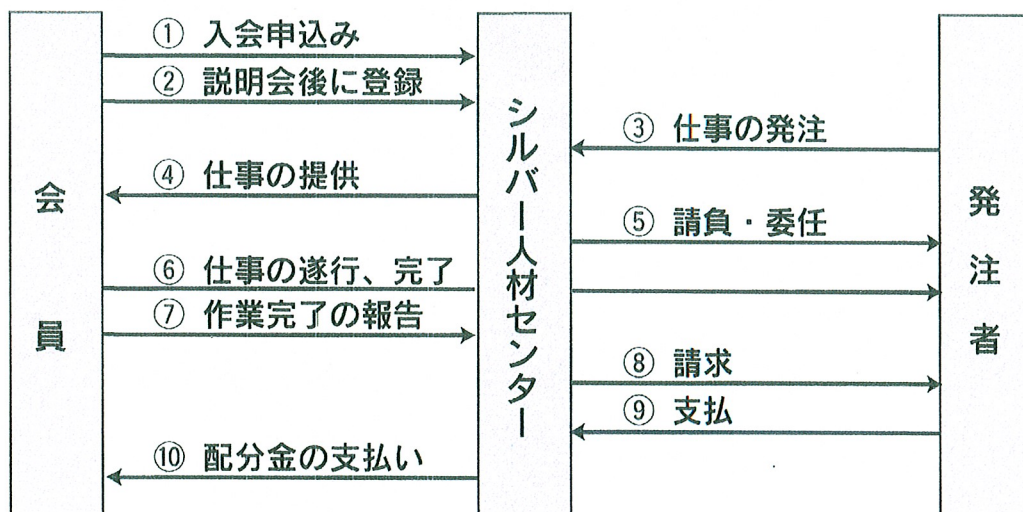 ① 入会申込み
② 説明会後に登録
③ 仕事の発注
④ 仕事の提供
⑤ 請負・委任
⑥ 仕事の遂行、完了
⑦ 作業完了の報告
⑧ 請求
⑨ 支払
⑩ 配分金の支払い
会員
シルバー人材センター
発注者